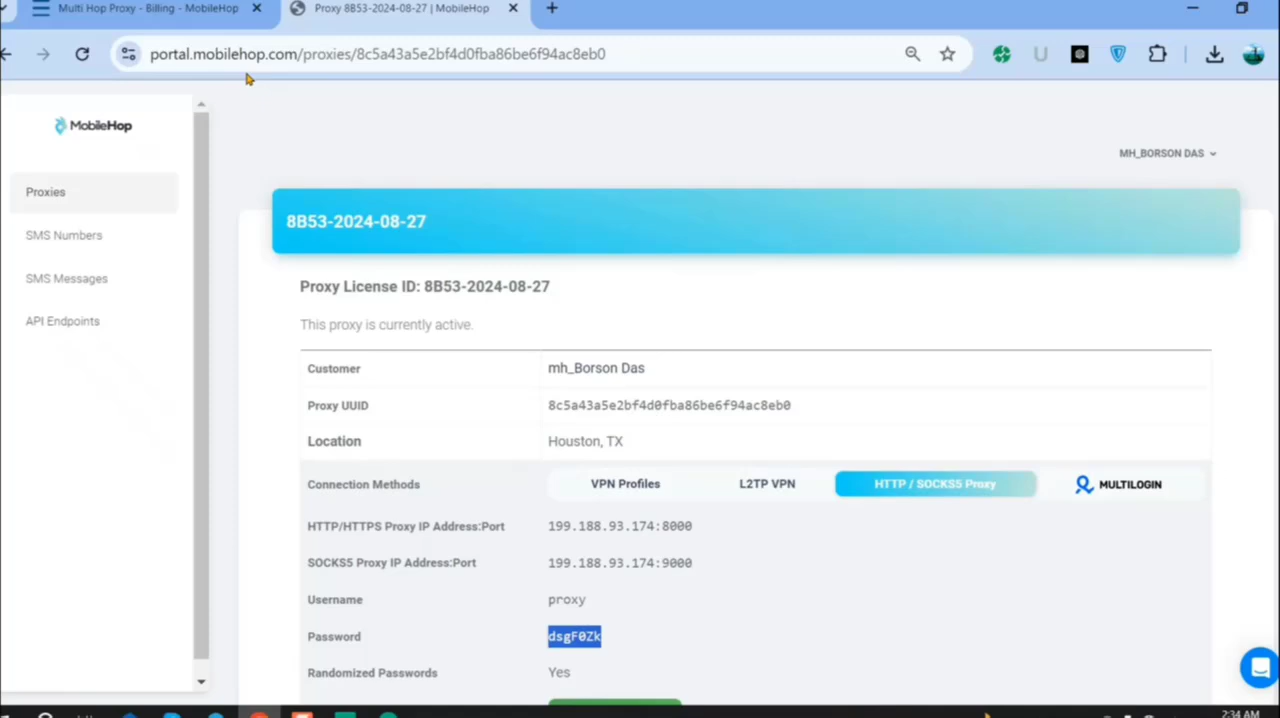 Multi Hop Proxy - Billing - MobileHop
Proxy 8B53-2024-08-27 | MobileHop
portal.mobilehop.com/proxies/8c5a43a5e2bf4d0fba86be6f94ac8eb0
MobileHop
MH_BORSON DAS
Proxies
SMS Numbers
SMS Messages
API Endpoints
8B53-2024-08-27
Proxy License ID: 8B53-2024-08-27
This proxy is currently active.
Customer mh_Borson Das
Proxy UUID 8c5a43a5e2bf4d0fba86be6f94ac8eb0
Location Houston, TX
Connection Methods VPN Profiles L2TP VPN HTTP / SOCKS5 Proxy MULTILOGIN
HTTP/HTTPS Proxy IP Address:Port 199.188.93.174:8000
SOCKS5 Proxy IP Address:Port 199.188.93.174:9000
Username proxy
Password dsgF0Zk
Randomized Passwords Yes
2:34 AM